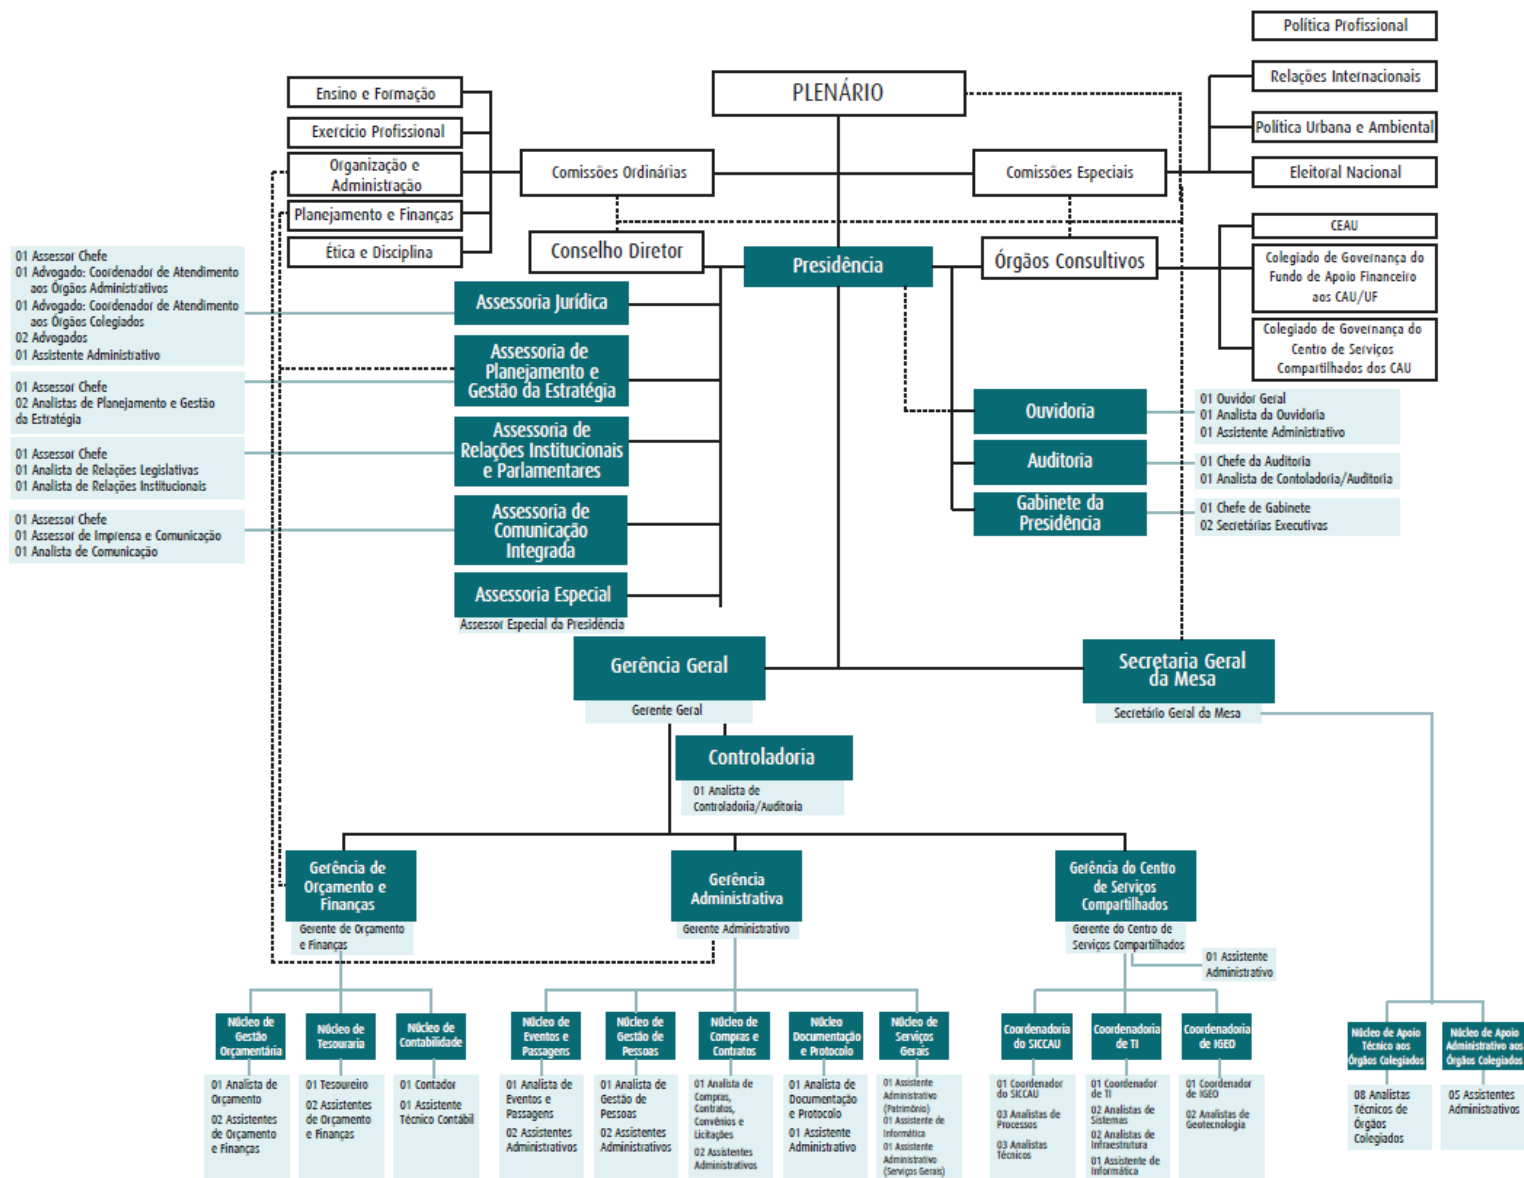 Política Profissional
PLENÁRIO
Relações Internacionais
Ensino e Formação
Exercício Profissional
Política Urbana e Ambiental
Organização e
Administração
Comissões Ordinárias
Comissões Especiais
Eleitoral Nacional
Planejamento e Finanças
Ética e Disciplina
Conselho Diretor
Presidência
Órgãos Consultivos
CEAU
Colegiado de Governança do
Fundo de Apoio Financeiro
aos CAU/UF
Colegiado de Governança do
Centro de Serviços
Compartilhados dos CAU
01 Assessor Chefe
01 Advogado: Coordenador de Atendimento
aos Órgãos Administrativos
01 Advogado: Coordenador de Atendimento
aos Órgãos Colegiados
02 Advogados
01 Assistente Administrativo
Assessoria Jurídica
01 Assessor Chefe
02 Analistas de Planejamento e Gestão
da Estratégia
Assessoria de
Planejamento e
Gestão da Estratégia
01 Assessor Chefe
01 Analista de Relações Legislativas
01 Analista de Relações Institucionais
Assessoria de
Relações Institucionais
e Parlamentares
01 Assessor Chefe
01 Assessor de Imprensa e Comunicação
01 Analista de Comunicação
Assessoria de
Comunicação
Integrada
Assessoria Especial
Assessor Especial da Presidência
Ouvidoria
01 Ouvidor Geral
01 Analista da Ouvidoria
01 Assistente Administrativo
Auditoria
01 Chefe da Auditoria
01 Analista de Contoladoria/Auditoria
Gabinete da
Presidência
01 Chefe de Gabinete
02 Secretárias Executivas
Gerência Geral
Gerente Geral
Secretaria Geral
da Mesa
Secretário Geral da Mesa
Controladoria
01 Analista de
Controladoria/Auditoria
Gerência de
Orçamento e
Finanças
Gerente de Orçamento
e Finanças
Gerência
Administrativa
Gerente Administrativo
Gerência do Centro
de Serviços
Compartilhados
Gerente do Centro de
Serviços Compartilhados
01 Assistente
Administrativo
Núcleo de
Gestão
Orçamentária
01 Analista de
Orçamento
02 Assistentes
de Orçamento
e Finanças
Núcleo de
Tesouraria
01 Tesoureiro
02 Assistentes
de Orçamento
e Finanças
Núcleo de
Contabilidade
01 Contador
01 Assistente
Técnico Contábil
Núcleo de
Eventos e
Passagens
01 Analista de
Eventos e
Passagens
02 Assistentes
Administrativos
Núcleo de
Gestão de
Pessoas
01 Analista de
Gestão de
Pessoas
02 Assistentes
Administrativos
Núcleo de
Compras e
Contratos
01 Analista de
Compras,
Contratos,
Convênios e
Licitações
02 Assistentes
Administrativos
Núcleo
Documentação
e Protocolo
01 Analista de
Documentação
e Protocolo
01 Assistente
Administrativo
Núcleo de
Serviços
Gerais
01 Assistente
Administrativo
(Patrimônio)
01 Assistente de
Informática
01 Assistente
Administrativo
(Serviços Gerais)
Coordenadoria
do SICCAU
01 Coordenador
do SICCAU
03 Analistas de
Processos
03 Analistas
Técnicos
Coordenadoria
de TI
01 Coordenador
de TI
02 Analistas de
Sistemas
02 Analistas de
Infraestrutura
01 Assistente de
Informática
Coordenadoria
de IGEO
01 Coordenador
de IGEO
02 Analistas de
Geotecnologia
Núcleo de Apoio
Técnico aos
Órgãos Colegiados
08 Analistas
Técnicos de
Órgãos
Colegiados
Núcleo de Apoio
Administrativo aos
Órgãos Colegiados
05 Assistentes
Administrativos